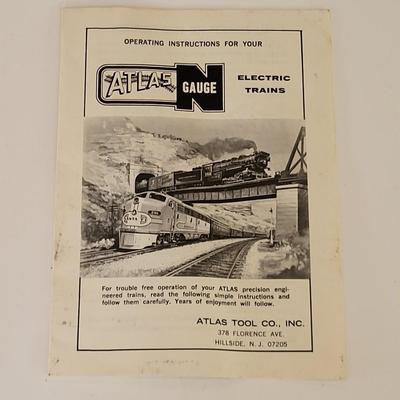 OPERATING INSTRUCTIONS FOR YOUR
ATLAS N GAUGE
ELECTRIC
TRAINS
For trouble free operation of your ATLAS precision engi-
neered trains, read the following simple instructions and
follow them carefully. Years of enjoyment will follow.
ATLAS TOOL CO., INC.
378 FLORENCE AVE.
HILLSIDE, N. J. 07205